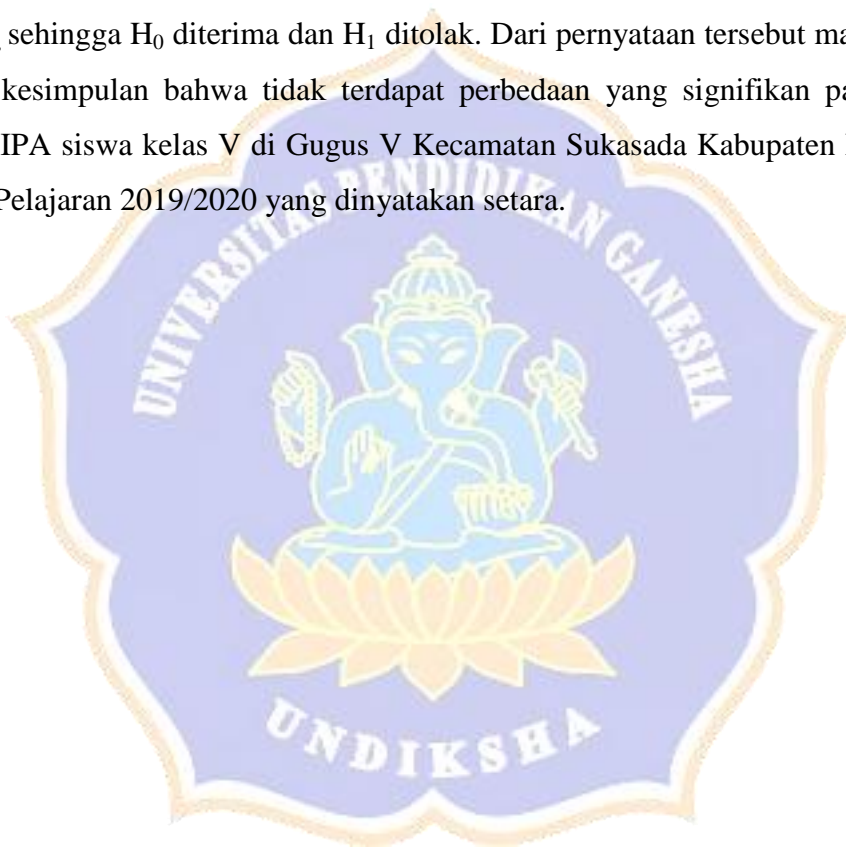 sehingga H₀ diterima dan H₁ ditolak. Dari pernyataan tersebut ma
kesimpulan bahwa tidak terdapat perbedaan yang signifikan pa
IPA siswa kelas V di Gugus V Kecamatan Sukasada Kabupaten
Pelajaran 2019/2020 yang dinyatakan setara.
UNIVERSITAS PENDIDIKAN GANESHA
UNDIKSHA